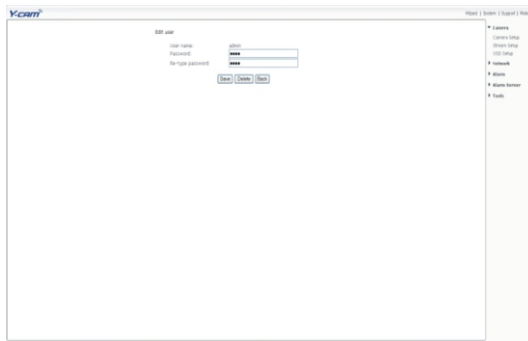 Y-cam
Wizard | System | Support |
Edit user
User name: admin
Password: ●●●●
Re-type password: ●●●●
Save Delete Back
Camera
Camera Setup
Stream Setup
OSD Setup
Network
Alarm
Alarm Server
Tools